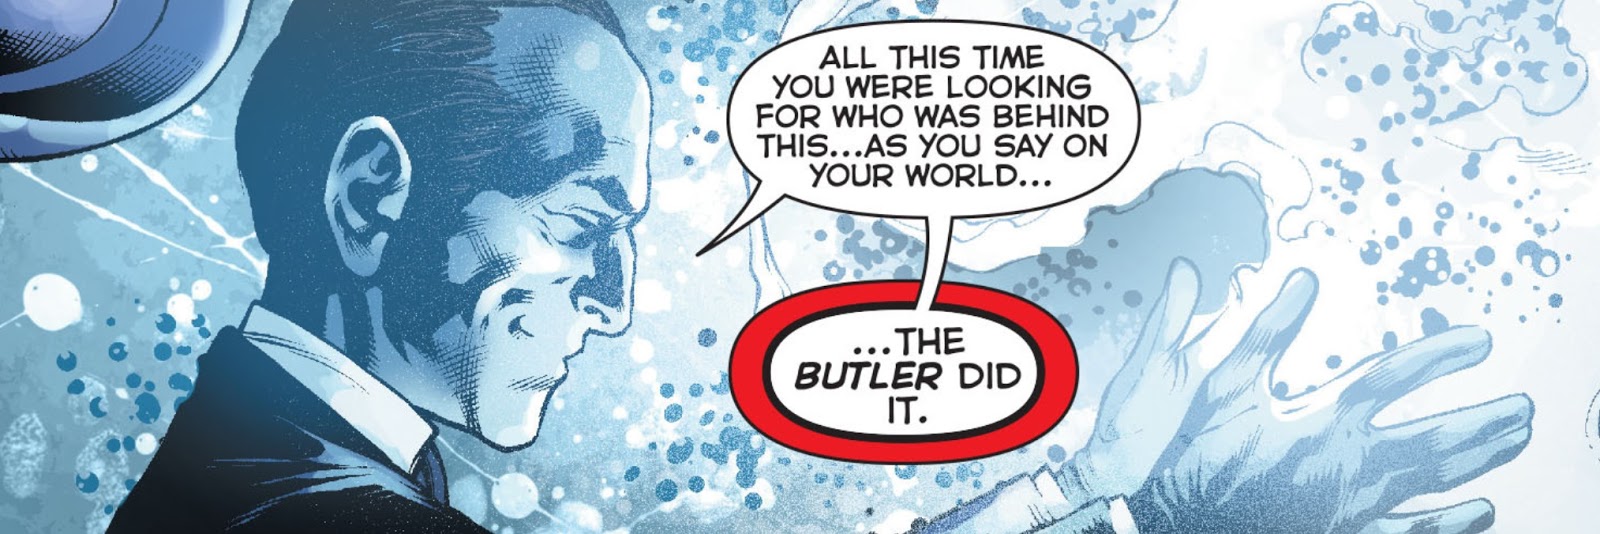 ALL THIS TIME
YOU WERE LOOKING
FOR WHO WAS BEHIND
THIS...AS YOU SAY ON
YOUR WORLD...
...THE
BUTLER DID
IT.